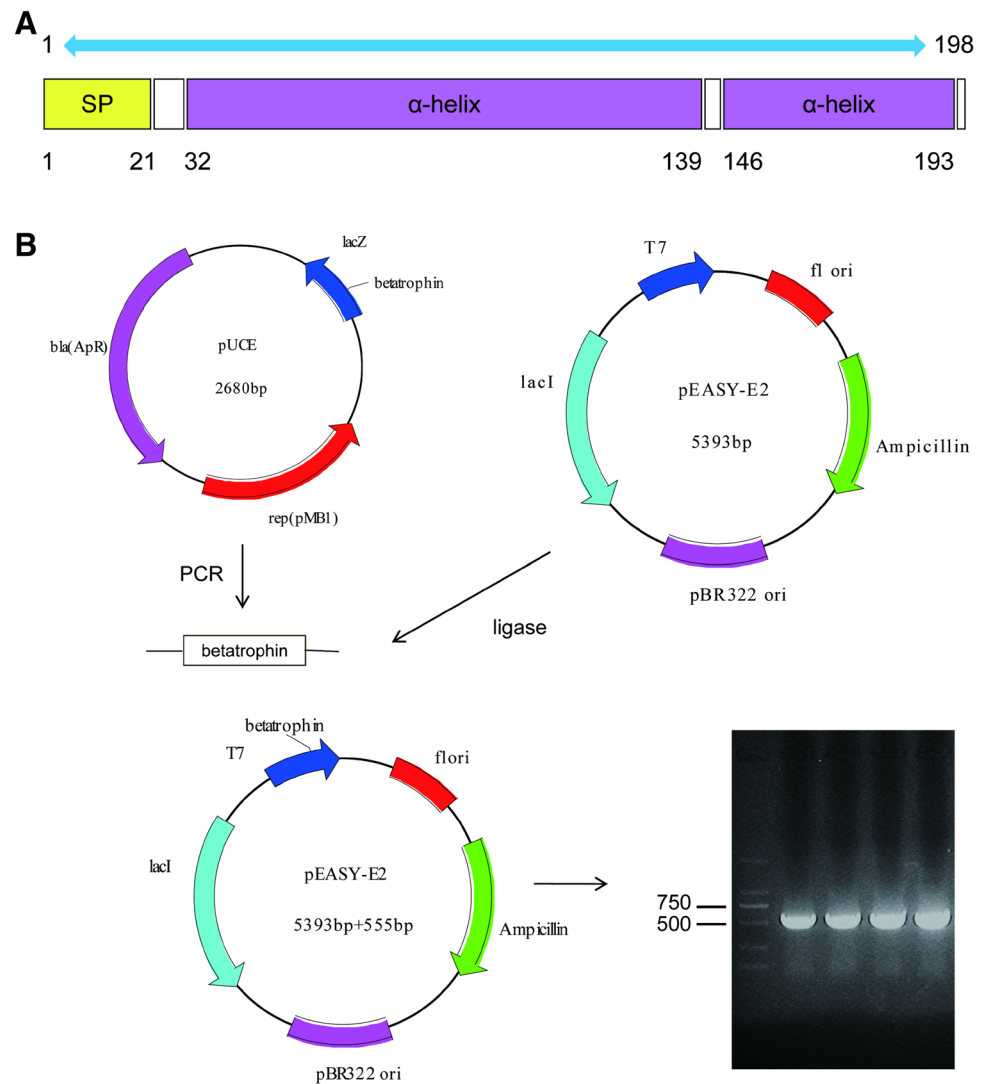 A
1 198
SP α-helix α-helix
1 21 32 139 146 193
B
lacZ
betatrophin
bla(ApR)
pUCE
2680bp
rep(pMB1)
T7
f1 ori
lacI
pEASY-E2
5393bp
Ampicillin
pBR322 ori
PCR
ligase
betatrophin
betatrophin
T7
f1ori
lacI
pEASY-E2
5393bp+555bp
Ampicillin
pBR322 ori
750
500